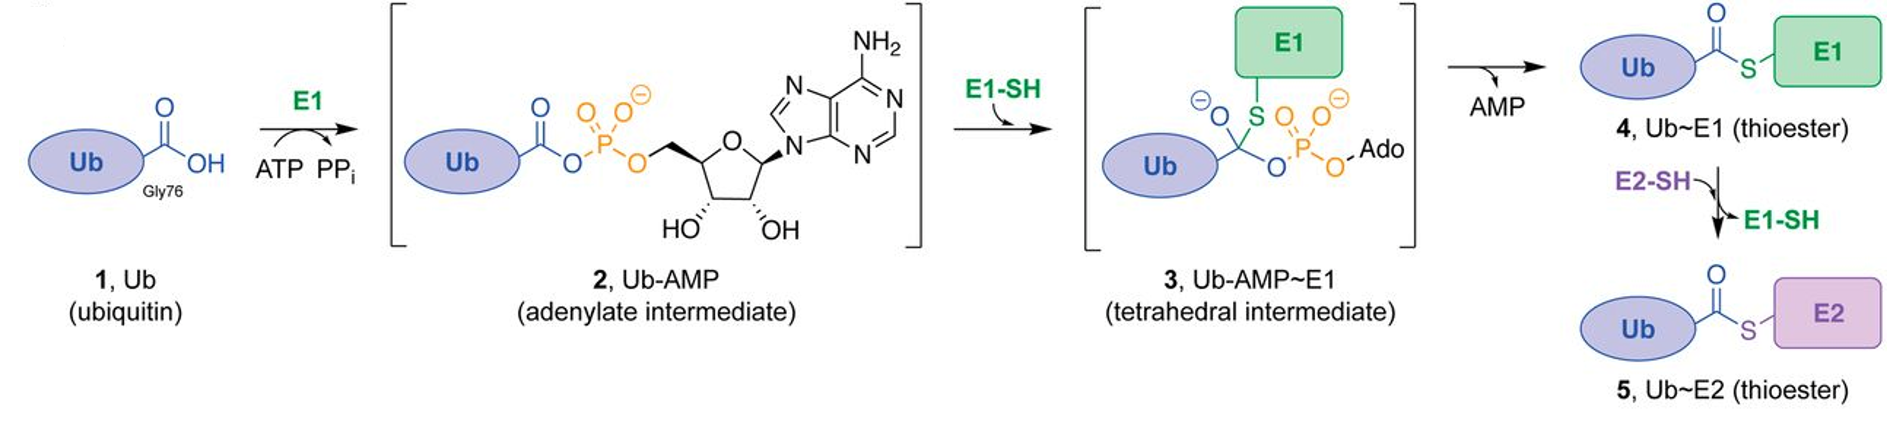 Ub
O
OH
Gly76
E1
ATP PPi
1, Ub
(ubiquitin)
Ub
O
O
O
P
O⊖
O
O
HO
OH
N
N
N
N
NH2
2, Ub-AMP
(adenylate intermediate)
E1-SH
E1
S
⊖
O
Ub
O
O
P
O⊖
O
Ado
3, Ub-AMP~E1
(tetrahedral intermediate)
AMP
Ub
O
S
E1
4, Ub~E1 (thioester)
E2-SH
E1-SH
Ub
O
S
E2
5, Ub~E2 (thioester)